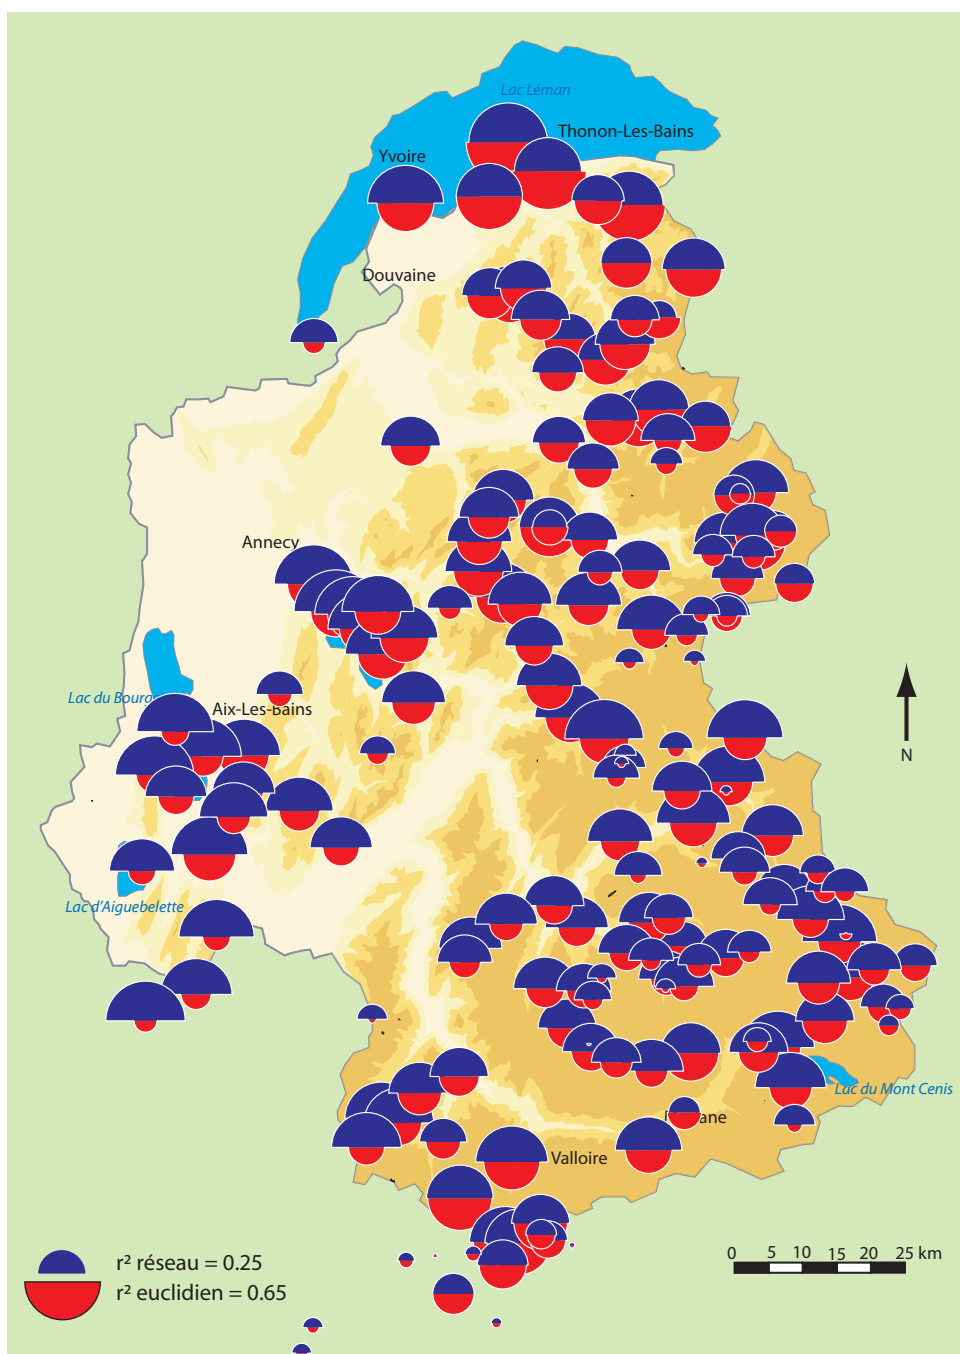 Lac Léman
Thonon-Les-Bains
Yvoire
Douvaine
Annecy
Lac du Bourg
Aix-Les-Bains
Lac d'Aiguebelette
N
Lac du Mont Cenis
ane
Valloire
0 5 10 15 20 25 km
r² réseau = 0.25
r² euclidien = 0.65